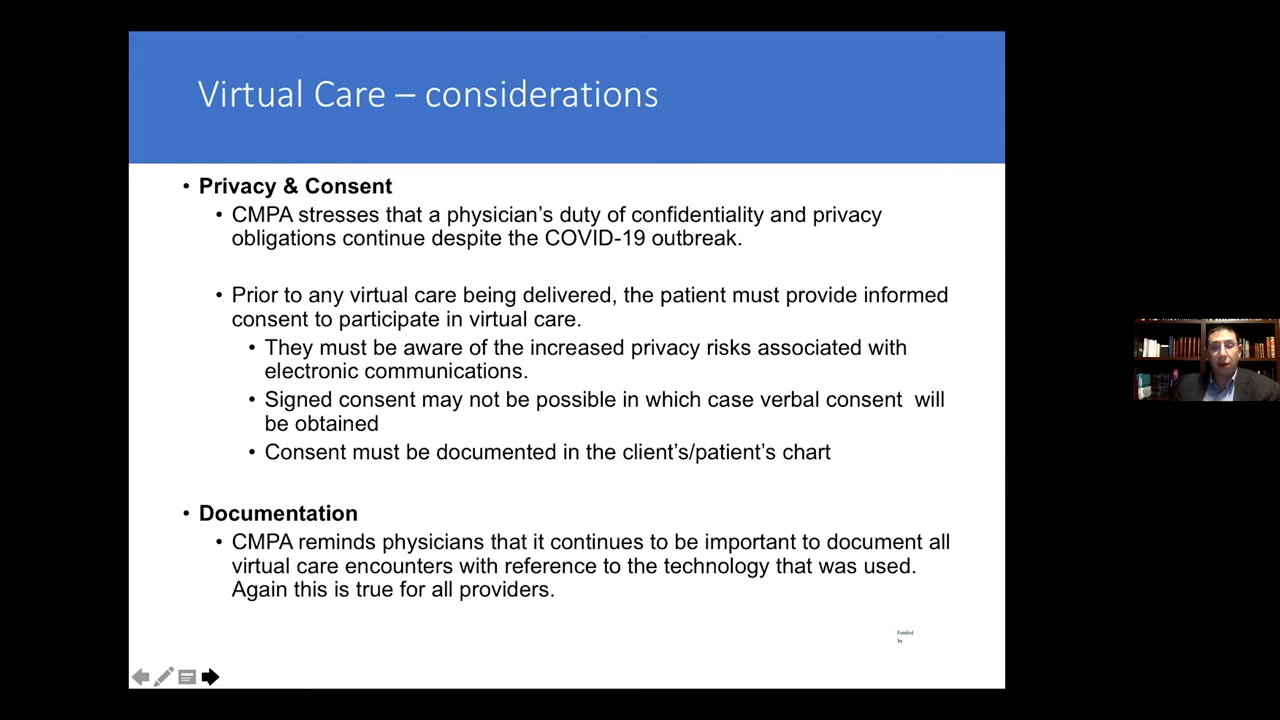 Virtual Care – considerations
• Privacy & Consent
• CMPA stresses that a physician’s duty of confidentiality and privacy
obligations continue despite the COVID-19 outbreak.
• Prior to any virtual care being delivered, the patient must provide informed
consent to participate in virtual care.
• They must be aware of the increased privacy risks associated with
electronic communications.
• Signed consent may not be possible in which case verbal consent will
be obtained
• Consent must be documented in the client’s/patient’s chart
• Documentation
• CMPA reminds physicians that it continues to be important to document all
virtual care encounters with reference to the technology that was used.
Again this is true for all providers.
Funded
by